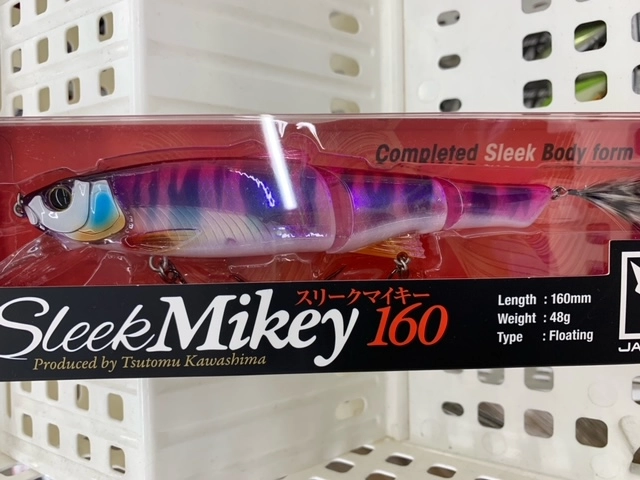 Completed Sleek Body form
スリークマイキー
Sleek Mikey 160
Produced by Tsutomu Kawashima
Length : 160mm
Weight : 48g
Type : Floating